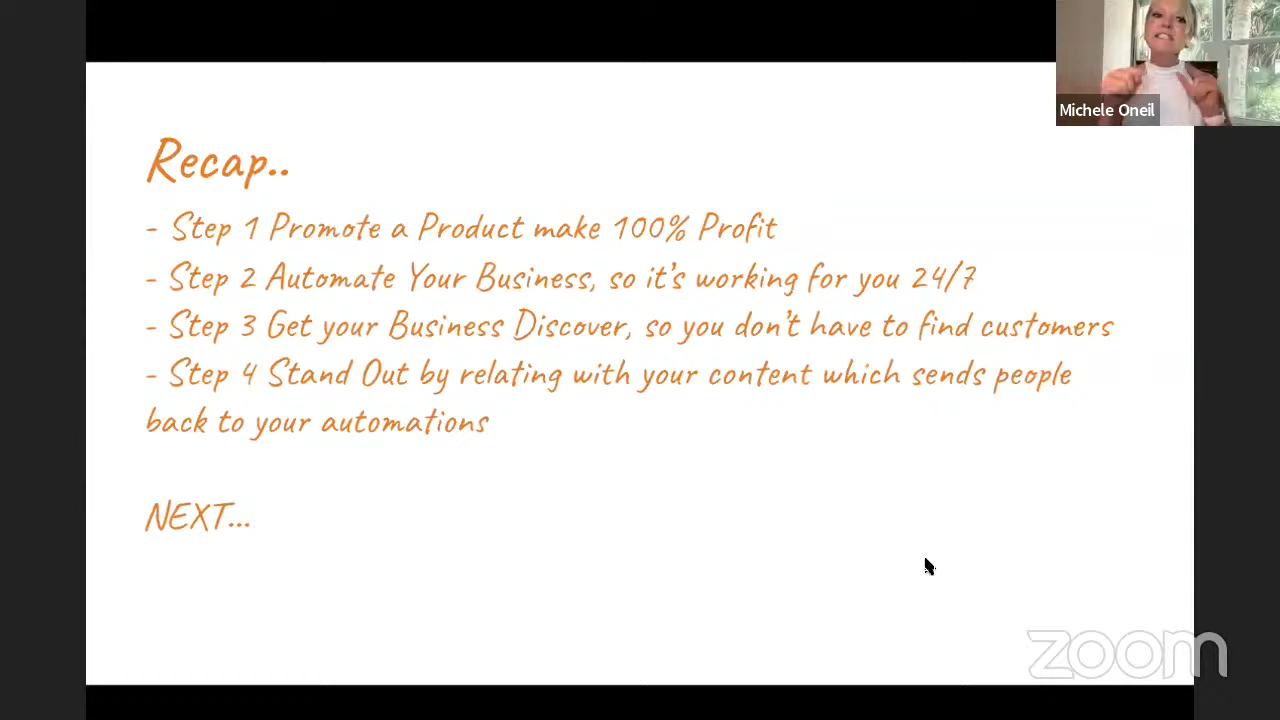 Michele Oneil
Recap..
- Step 1 Promote a Product make 100% Profit
- Step 2 Automate Your Business, so it's working for you 24/7
- Step 3 Get your Business Discover, so you don't have to find customers
- Step 4 Stand Out by relating with your content which sends people
back to your automations
NEXT...
zoom